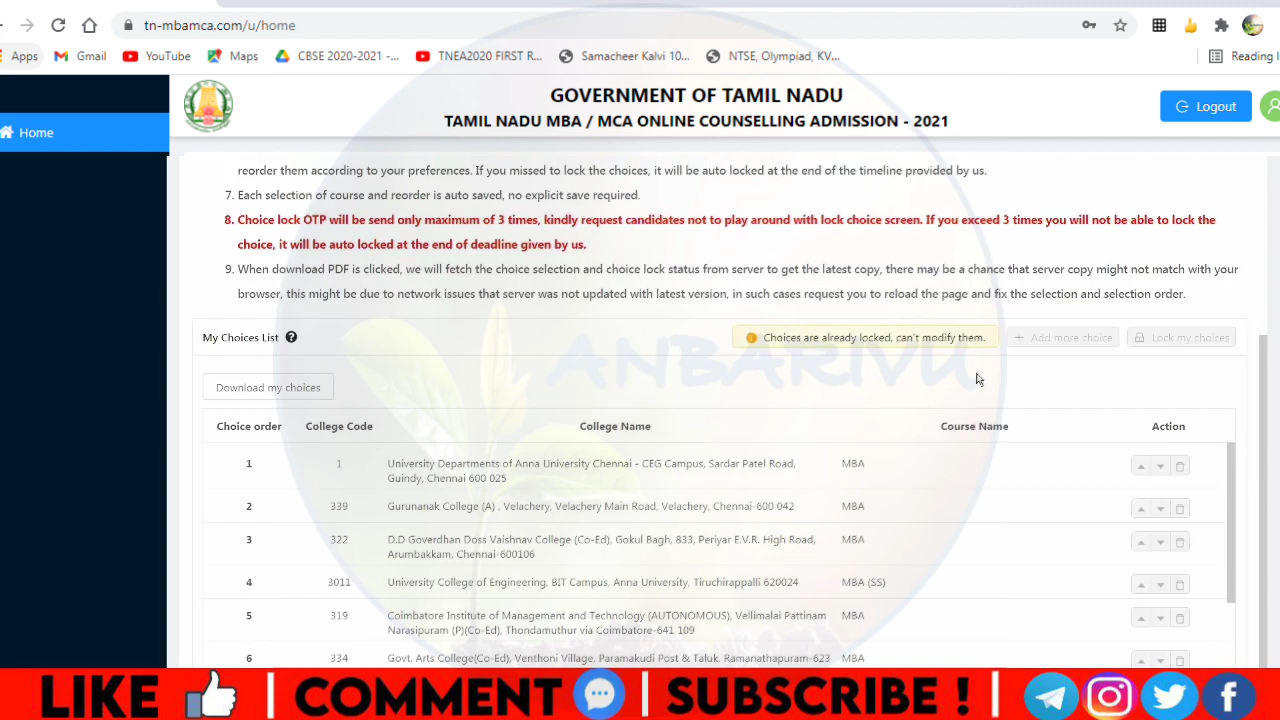 tn-mbamca.com/u/home
Apps Gmail YouTube Maps CBSE 2020-2021 -... TNEA2020 FIRST R... Samacheer Kalvi 10... NTSE, Olympiad, KV... Reading
GOVERNMENT OF TAMIL NADU
TAMIL NADU MBA / MCA ONLINE COUNSELLING ADMISSION - 2021
Logout
Home
reorder them according to your preferences. If you missed to lock the choices, it will be auto locked at the end of the timeline provided by us.
7. Each selection of course and reorder is auto saved, no explicit save required.
8. Choice lock OTP will be send only maximum of 3 times, kindly request candidates not to play around with lock choice screen. If you exceed 3 times you will not be able to lock the
choice, it will be auto locked at the end of deadline given by us.
9. When download PDF is clicked, we will fetch the choice selection and choice lock status from server to get the latest copy, there may be a chance that server copy might not match with your
browser, this might be due to network issues that server was not updated with latest version, in such cases request you to reload the page and fix the selection and selection order.
My Choices List ? Choices are already locked, can't modify them. + Add more choice Lock my choices
ANBARIVU
Download my choices
Choice order College Code College Name Course Name Action
1 1 University Departments of Anna University Chennai - CEG Campus, Sardar Patel Road, MBA
Guindy, Chennai 600 025
2 339 Gurunanak College (A) , Velachery, Velachery Main Road, Velachery, Chennai-600 042 MBA
3 322 D.D Goverdhan Doss Vaishnav College (Co-Ed), Gokul Bagh, 833, Periyar E.V.R. High Road, MBA
Arumbakkam, Chennai-600106
4 3011 University College of Engineering, BIT Campus, Anna University, Tiruchirappalli 620024 MBA (SS)
5 319 Coimbatore Institute of Management and Technology (AUTONOMOUS), Vellimalai Pattinam MBA
Narasipuram (P)(Co-Ed), Thondamuthur via Coimbatore-641 109
6 334 Govt. Arts College(Co-Ed), Venthoni Village, Paramakudi Post & Taluk, Ramanathapuram-623 MBA
LIKE | COMMENT | SUBSCRIBE ! |